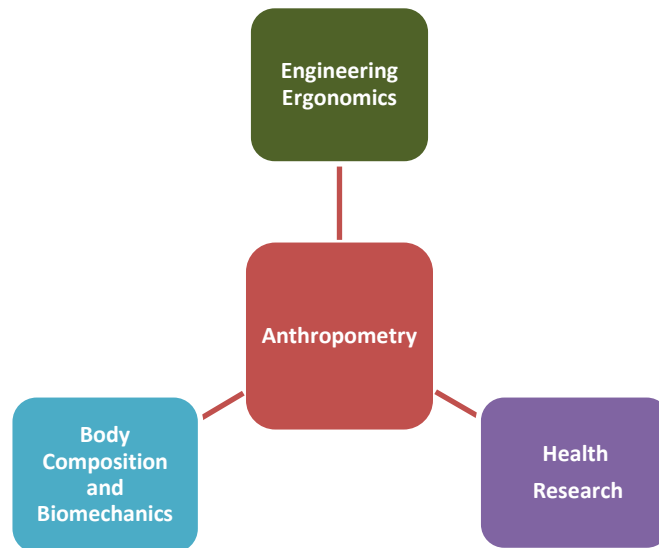 Engineering
Ergonomics
Anthropometry
Body
Composition
and
Biomechanics
Health
Research